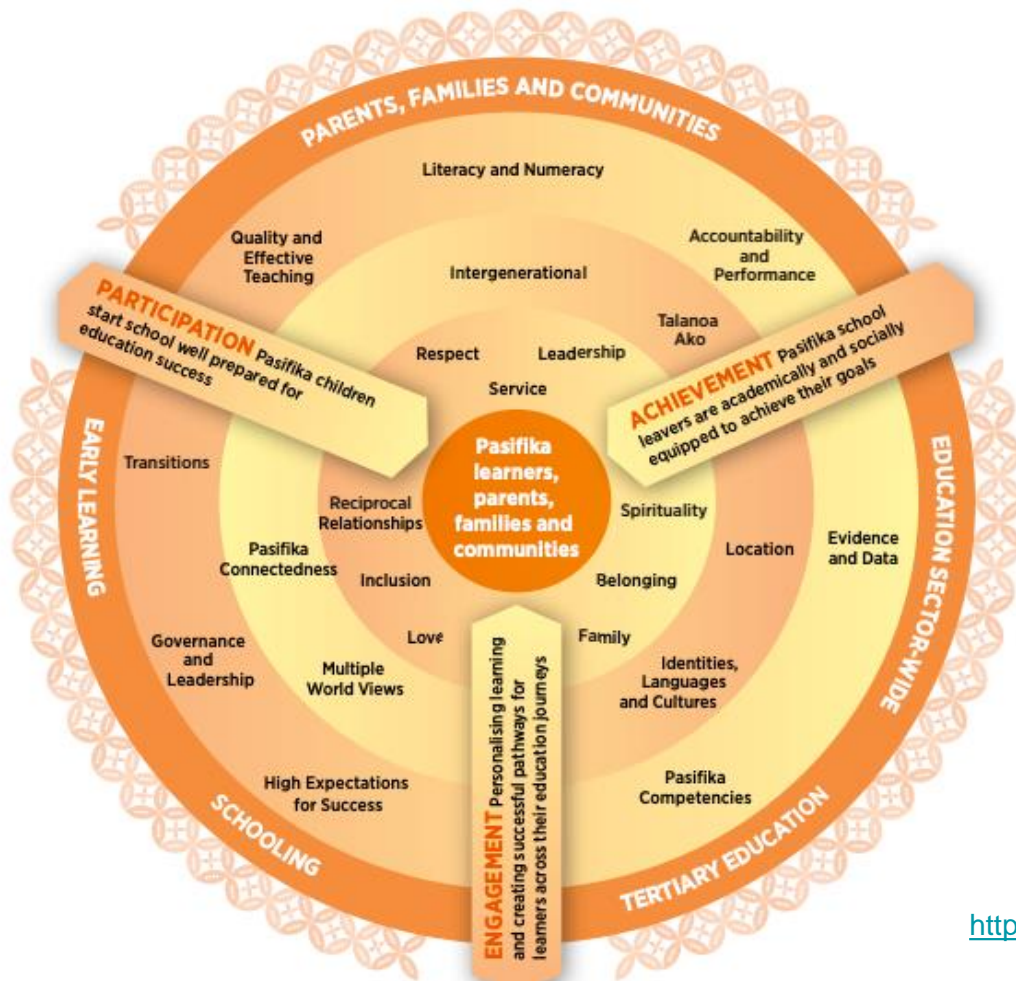 PARENTS, FAMILIES AND COMMUNITIES
Literacy and Numeracy
Quality and
Effective
Teaching
Accountability
and
Performance
Intergenerational
Talanoa
Ako
PARTICIPATION Pasifika children
start school well prepared for
education success
Respect
Leadership
Service
ACHIEVEMENT Pasifika school
leavers are academically and socially
equipped to achieve their goals
EARLY LEARNING
Transitions
Pasifika
learners,
parents,
families and
communities
EDUCATION SECTOR-WIDE
Reciprocal
Relationships
Spirituality
Pasifika
Connectedness
Location
Evidence
and Data
Inclusion
Belonging
Love
Family
Governance
and
Leadership
Multiple
World Views
Identities,
Languages
and Cultures
High Expectations
for Success
Pasifika
Competencies
ENGAGEMENT Personalising learning
and creating successful pathways for
learners across their education journeys
SCHOOLING
TERTIARY EDUCATION
http